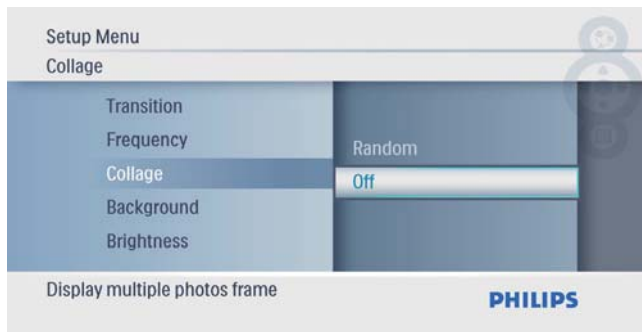 Setup Menu
Collage
Transition
Frequency
Collage
Background
Brightness
Random
Off
Display multiple photos frame
PHILIPS